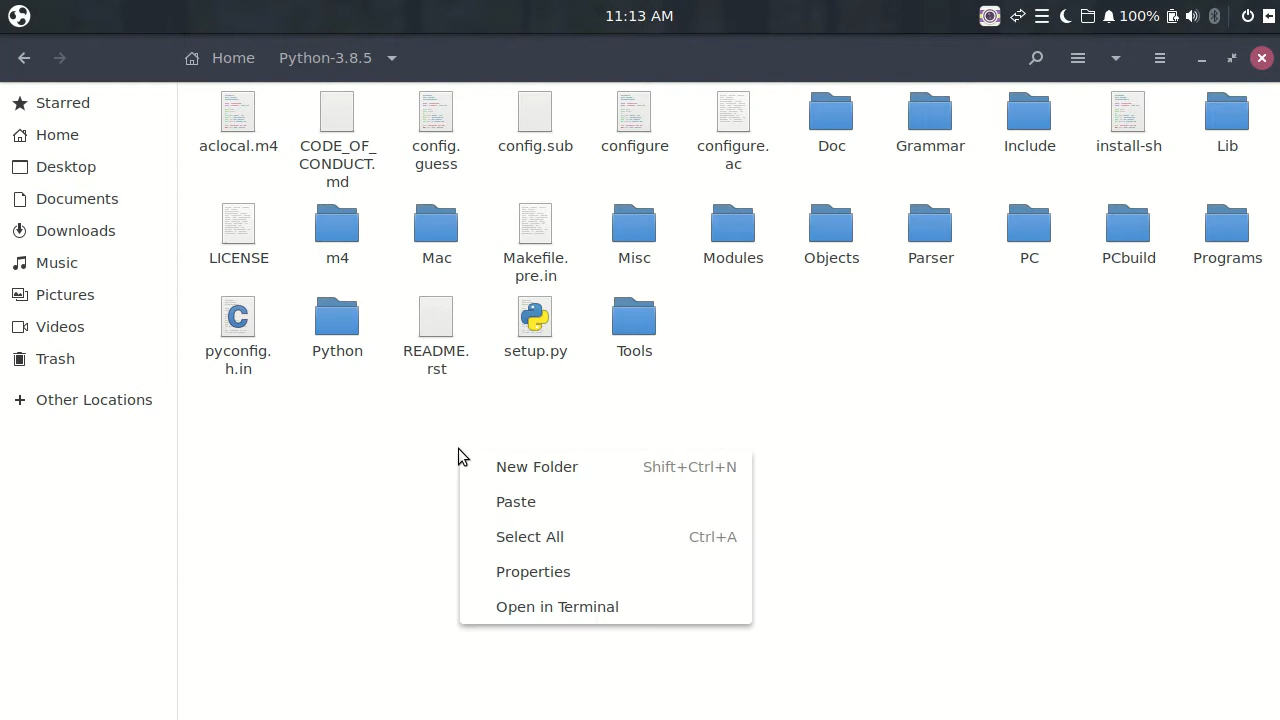 11:13 AM
100%
Home
Python-3.8.5
Starred
Home
Desktop
Documents
Downloads
Music
Pictures
Videos
Trash
Other Locations
aclocal.m4
CODE_OF_
CONDUCT.
md
config.
guess
config.sub
configure
configure.
ac
Doc
Grammar
Include
install-sh
Lib
LICENSE
m4
Mac
Makefile.
pre.in
Misc
Modules
Objects
Parser
PC
PCbuild
Programs
pyconfig.
h.in
Python
README.
rst
setup.py
Tools
New Folder Shift+Ctrl+N
Paste
Select All Ctrl+A
Properties
Open in Terminal